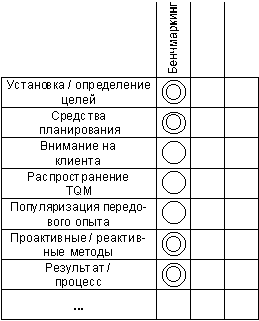 Бенчмаркинг
Установка / определение
целей
Средства
планирования
Внимание на
клиента
Распространение
TQM
Популяризация передо-
вого опыта
Проактивные / реактив-
ные методы
Результат /
процесс
...